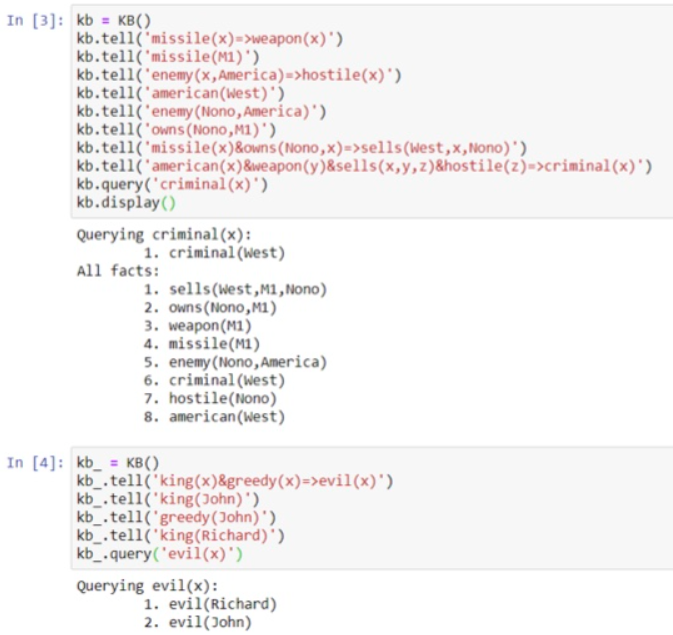 In [3]: kb = KB()
kb.tell('missile(x)=>weapon(x)')
kb.tell('missile(M1)')
kb.tell('enemy(x,America)=>hostile(x)')
kb.tell('american(West)')
kb.tell('enemy(Nono,America)')
kb.tell('owns(Nono,M1)')
kb.tell('missile(x)&owns(Nono,x)=>sells(West,x,Nono)')
kb.tell('american(x)&weapon(y)&sells(x,y,z)&hostile(z)=>criminal(x)')
kb.query('criminal(x)')
kb.display()
Querying criminal(x):
1. criminal(West)
All facts:
1. sells(West,M1,Nono)
2. owns(Nono,M1)
3. weapon(M1)
4. missile(M1)
5. enemy(Nono,America)
6. criminal(West)
7. hostile(Nono)
8. american(West)
In [4]: kb_ = KB()
kb_.tell('king(x)&greedy(x)=>evil(x)')
kb_.tell('king(John)')
kb_.tell('greedy(John)')
kb_.tell('king(Richard)')
kb_.query('evil(x)')
Querying evil(x):
1. evil(Richard)
2. evil(John)